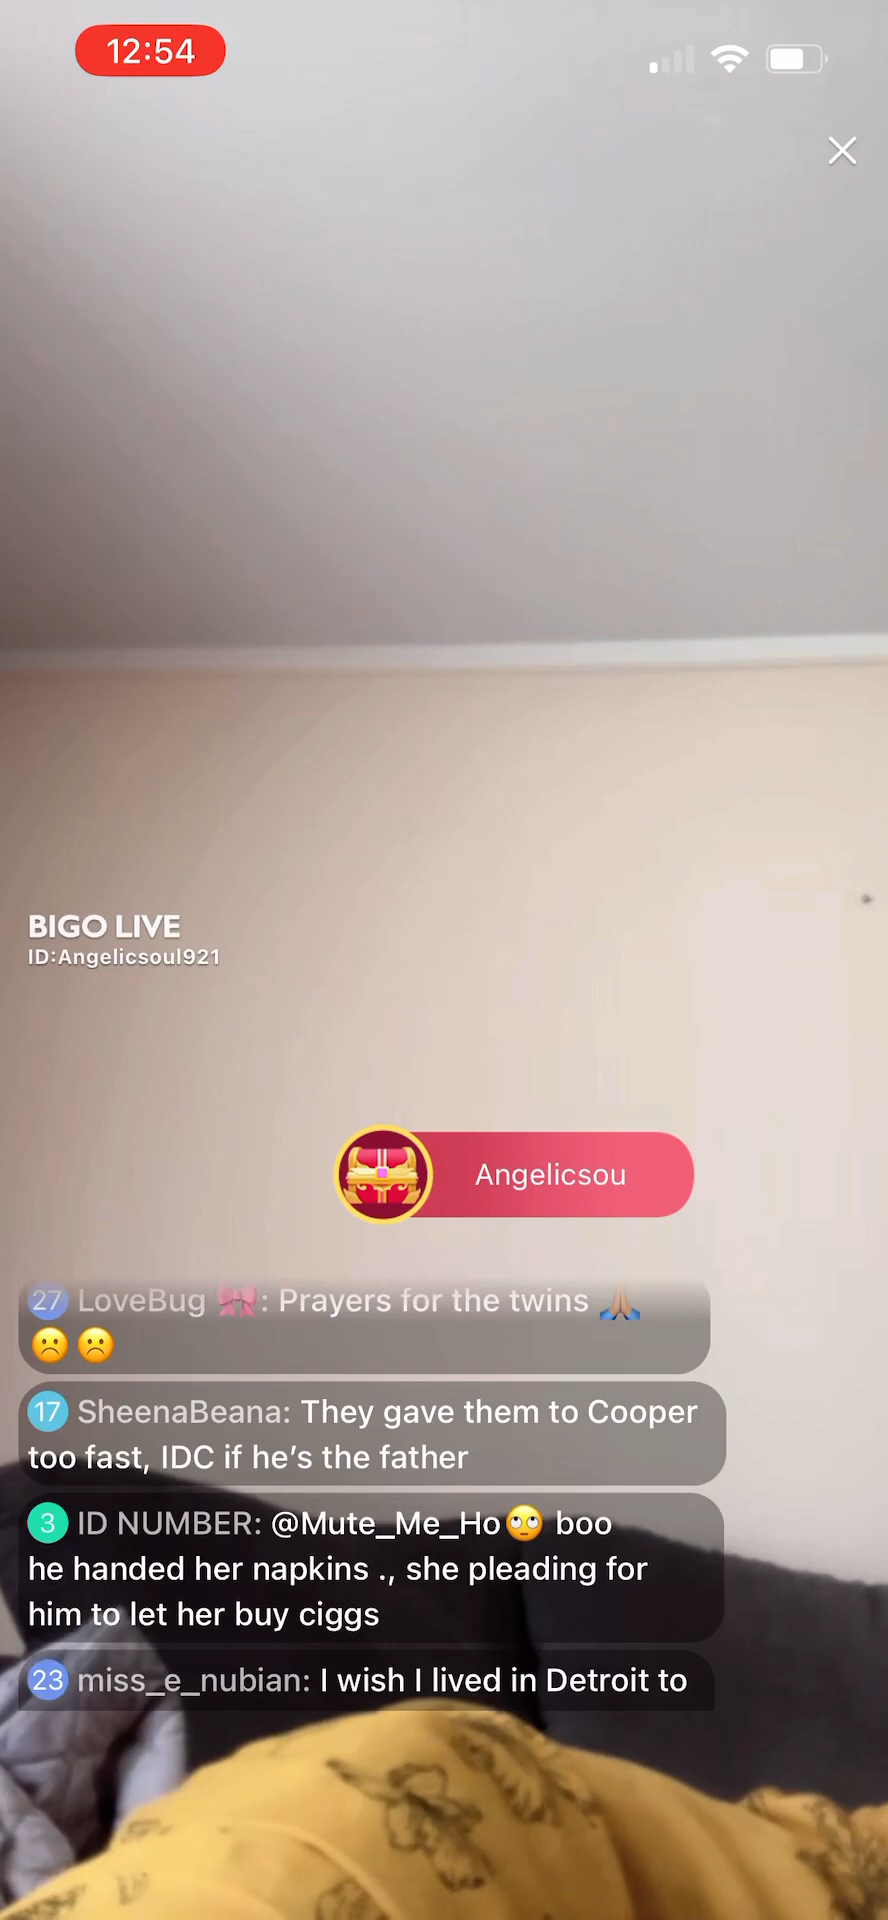 12:54
BIGO LIVE
ID:Angelicsoul921
Angelicsou
27 LoveBug 🎀: Prayers for the twins 🙏🏽
☹️☹️
17 SheenaBeana: They gave them to Cooper
too fast, IDC if he’s the father
3 ID NUMBER: @Mute_Me_Ho🙄 boo
he handed her napkins ., she pleading for
him to let her buy ciggs
23 miss_e_nubian: I wish I lived in Detroit to